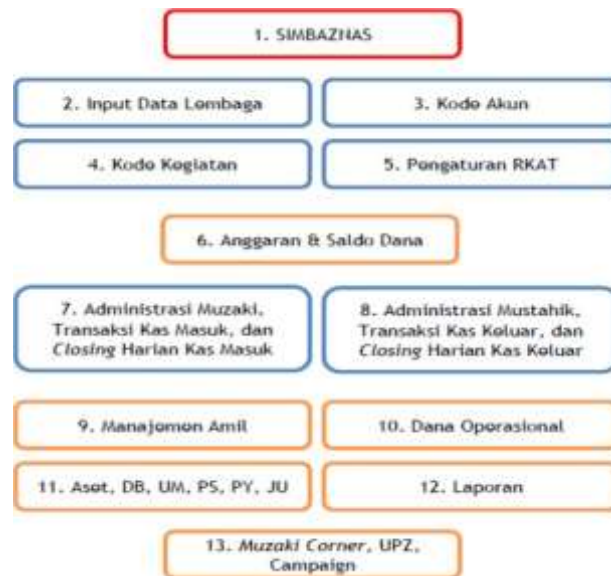 1. SIMBAZNAS
2. Input Data Lembaga
3. Kode Akun
4. Kode Kegiatan
5. Pengaturan RKAT
6. Anggaran & Saldo Dana
7. Administrasi Muzaki,
Transaksi Kas Masuk, dan
Closing Harian Kas Masuk
8. Administrasi Mustahik,
Transaksi Kas Keluar, dan
Closing Harian Kas Keluar
9. Manajemen Amil
10. Dana Operasional
11. Aset, DB, UM, PS, PY, JU
12. Laporan
13. Muzaki Corner, UPZ,
Campaign